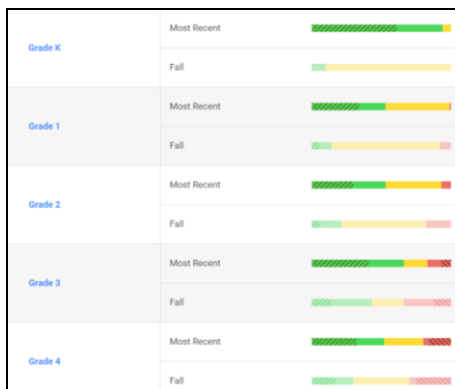 Most Recent
Grade K
Fall
Most Recent
Grade 1
Fall
Most Recent
Grade 2
Fall
Most Recent
Grade 3
Fall
Most Recent
Grade 4
Fall